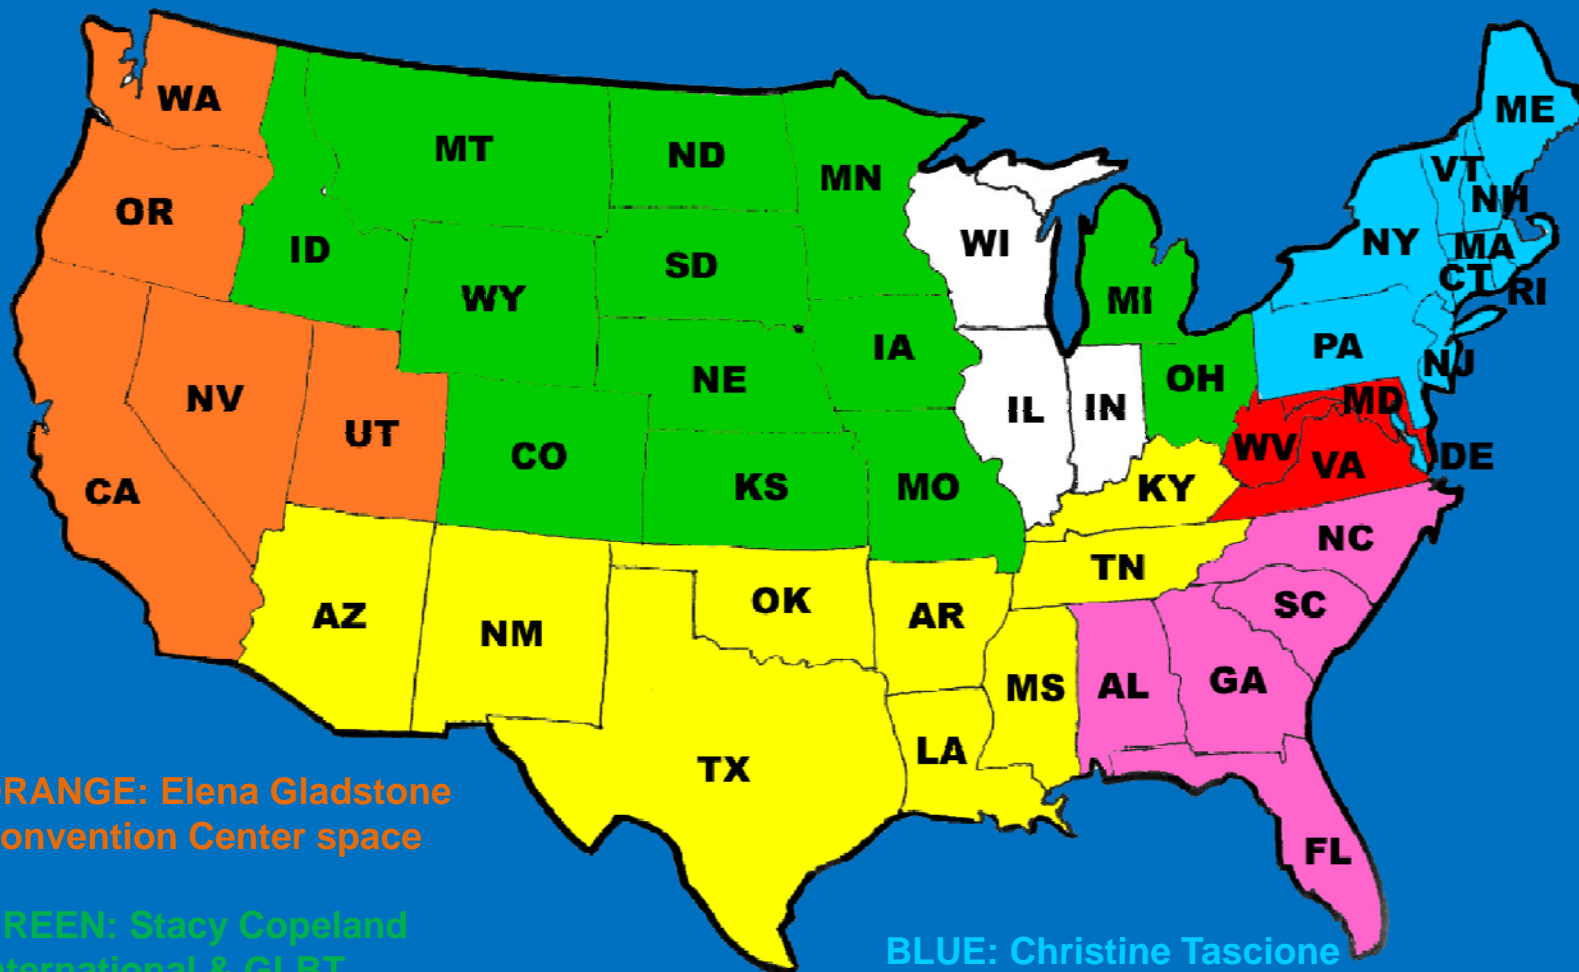 WA
MT
ND
MN
ME
VT
NH
OR
ID
WI
NY
MA
SD
CT
RI
WY
MI
IA
PA
NJ
NE
OH
NV
IL
IN
MD
UT
CO
WV
VA
DE
CA
KS
MO
KY
NC
TN
AZ
NM
OK
AR
SC
MS
AL
GA
TX
LA
FL
RANGE: Elena Gladstone
onvention Center space
REEN: Stacy Copeland
ternational & GLBT
BLUE: Christine Tascione